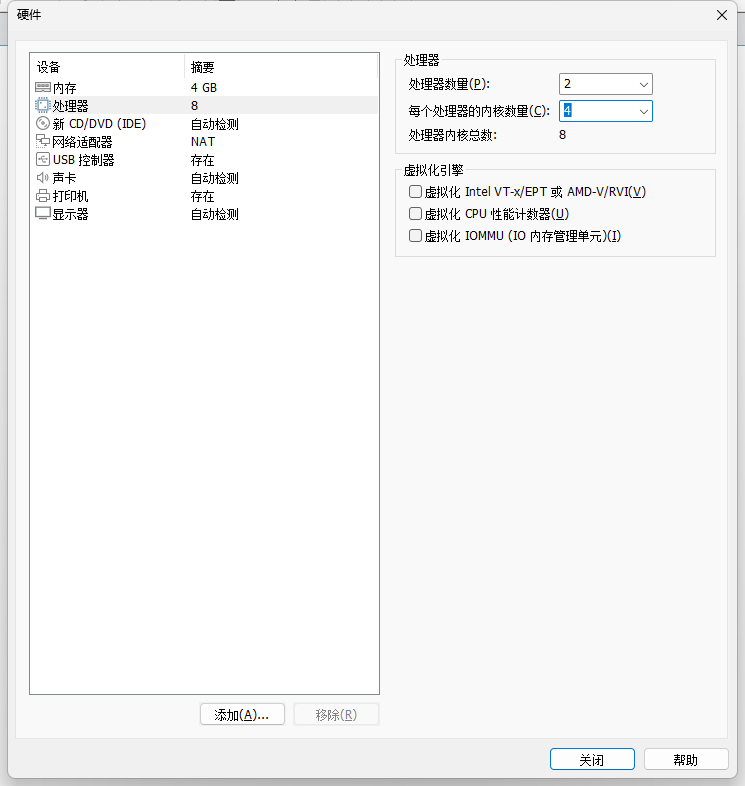 硬件
设备 摘要
内存 4 GB
处理器 8
新 CD/DVD (IDE) 自动检测
网络适配器 NAT
USB 控制器 存在
声卡 自动检测
打印机 存在
显示器 自动检测
添加(A)... 移除(R)
处理器
处理器数量(P): 2
每个处理器的内核数量(C): 4
处理器内核总数: 8
虚拟化引擎
虚拟化 Intel VT-x/EPT 或 AMD-V/RVI(V)
虚拟化 CPU 性能计数器(U)
虚拟化 IOMMU (IO 内存管理单元)(I)
关闭 帮助